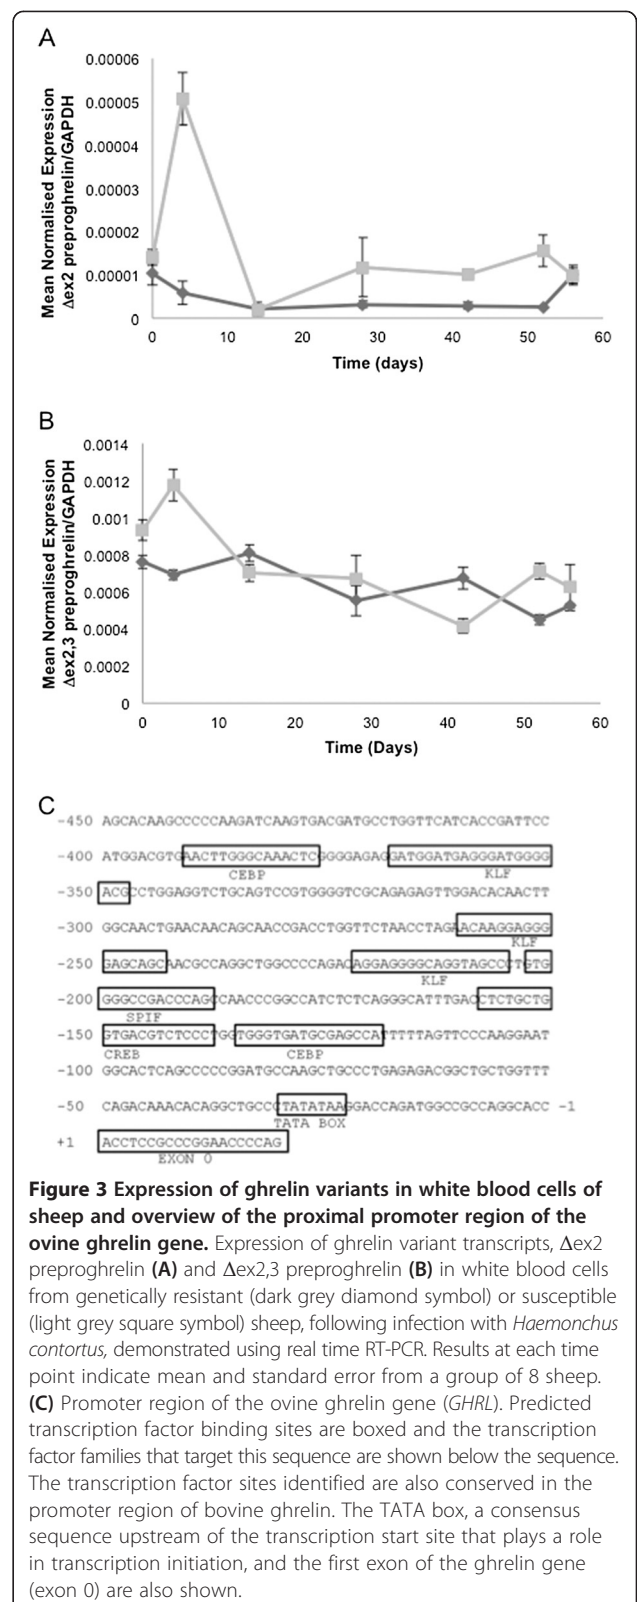 A
0.00006
0.00005
0.00004
0.00003
0.00002
0.00001
0
Mean Normalised Expression
Δex2 preproghrelin/GAPDH
0 10 20 30 40 50 60
Time (days)
B
0.0014
0.0012
0.001
0.0008
0.0006
0.0004
0.0002
0
Mean Normalised Expression
Δex2,3 preproghrelin/GAPDH
0 10 20 30 40 50 60
Time (Days)
C
-450 AGCACAAGCCCCCAAGATCAAGTGACGATGCCTGGTTCATCACCGATTCC
-400 ATGGACGTGAACTTGGGCAAACTCGGGGAGAGGATGGATGAGGGATGGGG
CEBP KLF
-350 ACGCCTGGAGGTCTGCAGTCCGTGGGGTCGCAGAGAGTTGGACACAACTT
-300 GGCAACTGAACAACAGCAACCGACCTGGTTCTAACCTAGAACAAGGAGGG
KLF
-250 GAGCAGCAACGCCAGGCTGGCCCCAGACAGGAGGGGCAGGTAGCCCTGTG
KLF
-200 GGGCCGACCCAGCCAACCCGGCCATCTCTCAGGGCATTTGACCTCTGCTG
SPIF
-150 GTGACGTCTCCCTGGTGGGTGATGCGAGCCATTTTTAGTTCCCAAGGAAT
CREB CEBP
-100 GGCACTCAGCCCCCGGATGCCAAGCTGCCCTGAGAGACGGCTGCTGGTTT
-50 CAGACAAACACAGGCTGCCCTATATAAGGACCAGATGGCCGCCAGGCACC -1
TATA BOX
+1 ACCTCCGCCCGGAACCCCAG
EXON 0
Figure 3 Expression of ghrelin variants in white blood cells of
sheep and overview of the proximal promoter region of the
ovine ghrelin gene. Expression of ghrelin variant transcripts, Δex2
preproghrelin (A) and Δex2,3 preproghrelin (B) in white blood cells
from genetically resistant (dark grey diamond symbol) or susceptible
(light grey square symbol) sheep, following infection with Haemonchus
contortus, demonstrated using real time RT-PCR. Results at each time
point indicate mean and standard error from a group of 8 sheep.
(C) Promoter region of the ovine ghrelin gene (GHRL). Predicted
transcription factor binding sites are boxed and the transcription
factor families that target this sequence are shown below the sequence.
The transcription factor sites identified are also conserved in the
promoter region of bovine ghrelin. The TATA box, a consensus
sequence upstream of the transcription start site that plays a role
in transcription initiation, and the first exon of the ghrelin gene
(exon 0) are also shown.